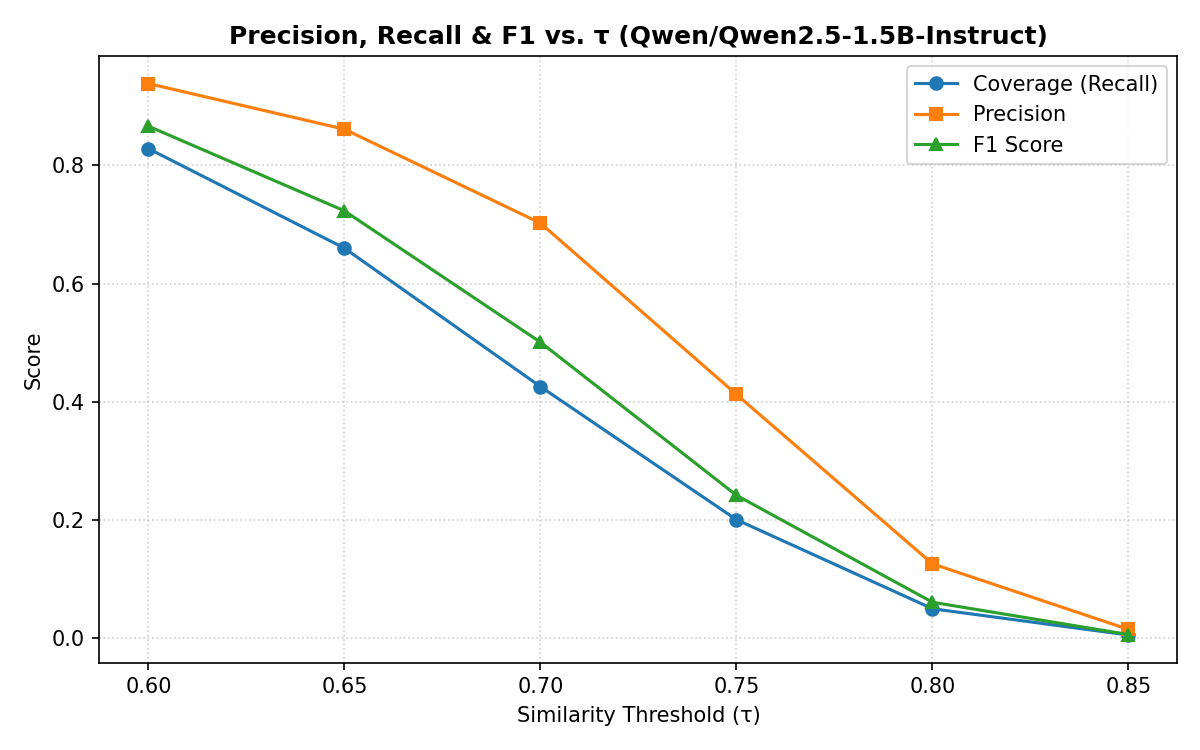 Precision, Recall & F1 vs. τ (Qwen/Qwen2.5-1.5B-Instruct)
Coverage (Recall)
Precision
F1 Score
Score
0.8
0.6
0.4
0.2
0.0
0.60 0.65 0.70 0.75 0.80 0.85
Similarity Threshold (τ)